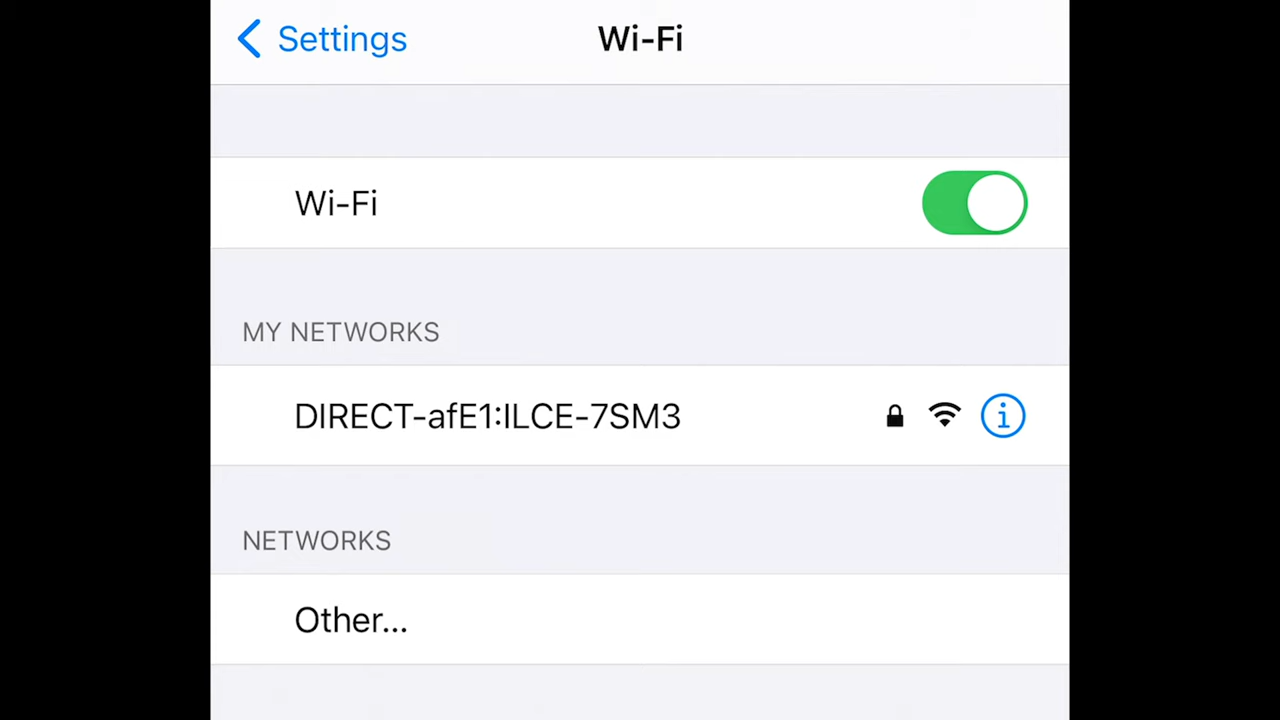 Settings
Wi-Fi
Wi-Fi
MY NETWORKS
DIRECT-afE1:ILCE-7SM3
NETWORKS
Other...